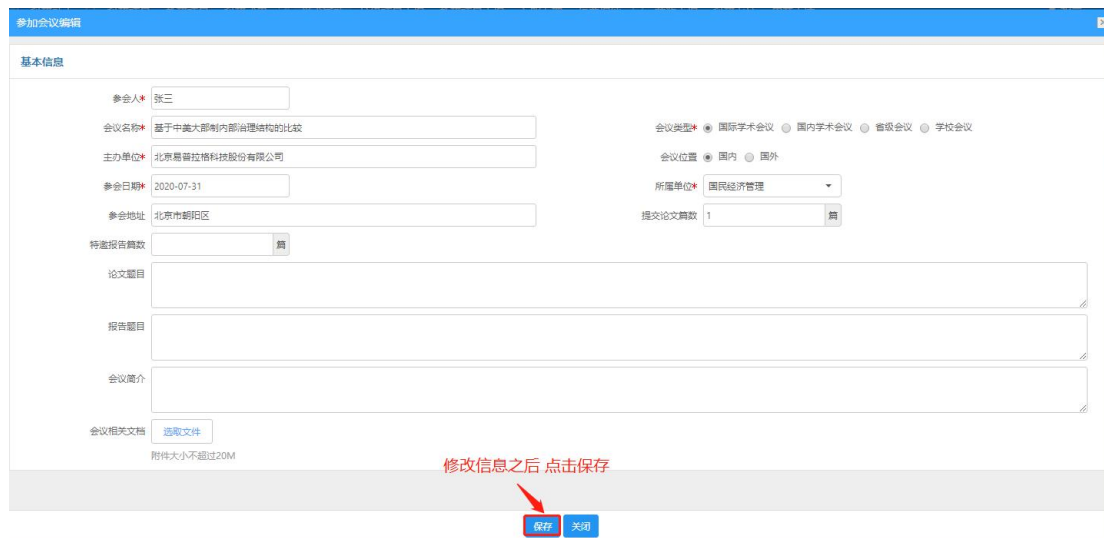 参加会议编辑
基本信息
参会人* 张三
会议名称* 基于中美大部制内部治理结构的比较 会议类型* 国际学术会议 国内学术会议 省级会议 学校会议
主办单位* 北京易普拉格科技股份有限公司 会议位置 国内 国外
参会日期* 2020-07-31 所属单位* 国民经济管理
参会地址 北京市朝阳区 提交论文篇数 1 篇
特邀报告篇数 篇
论文题目
报告题目
会议简介
会议相关文档 选取文件
附件大小不超过20M
修改信息之后 点击保存
保存 关闭